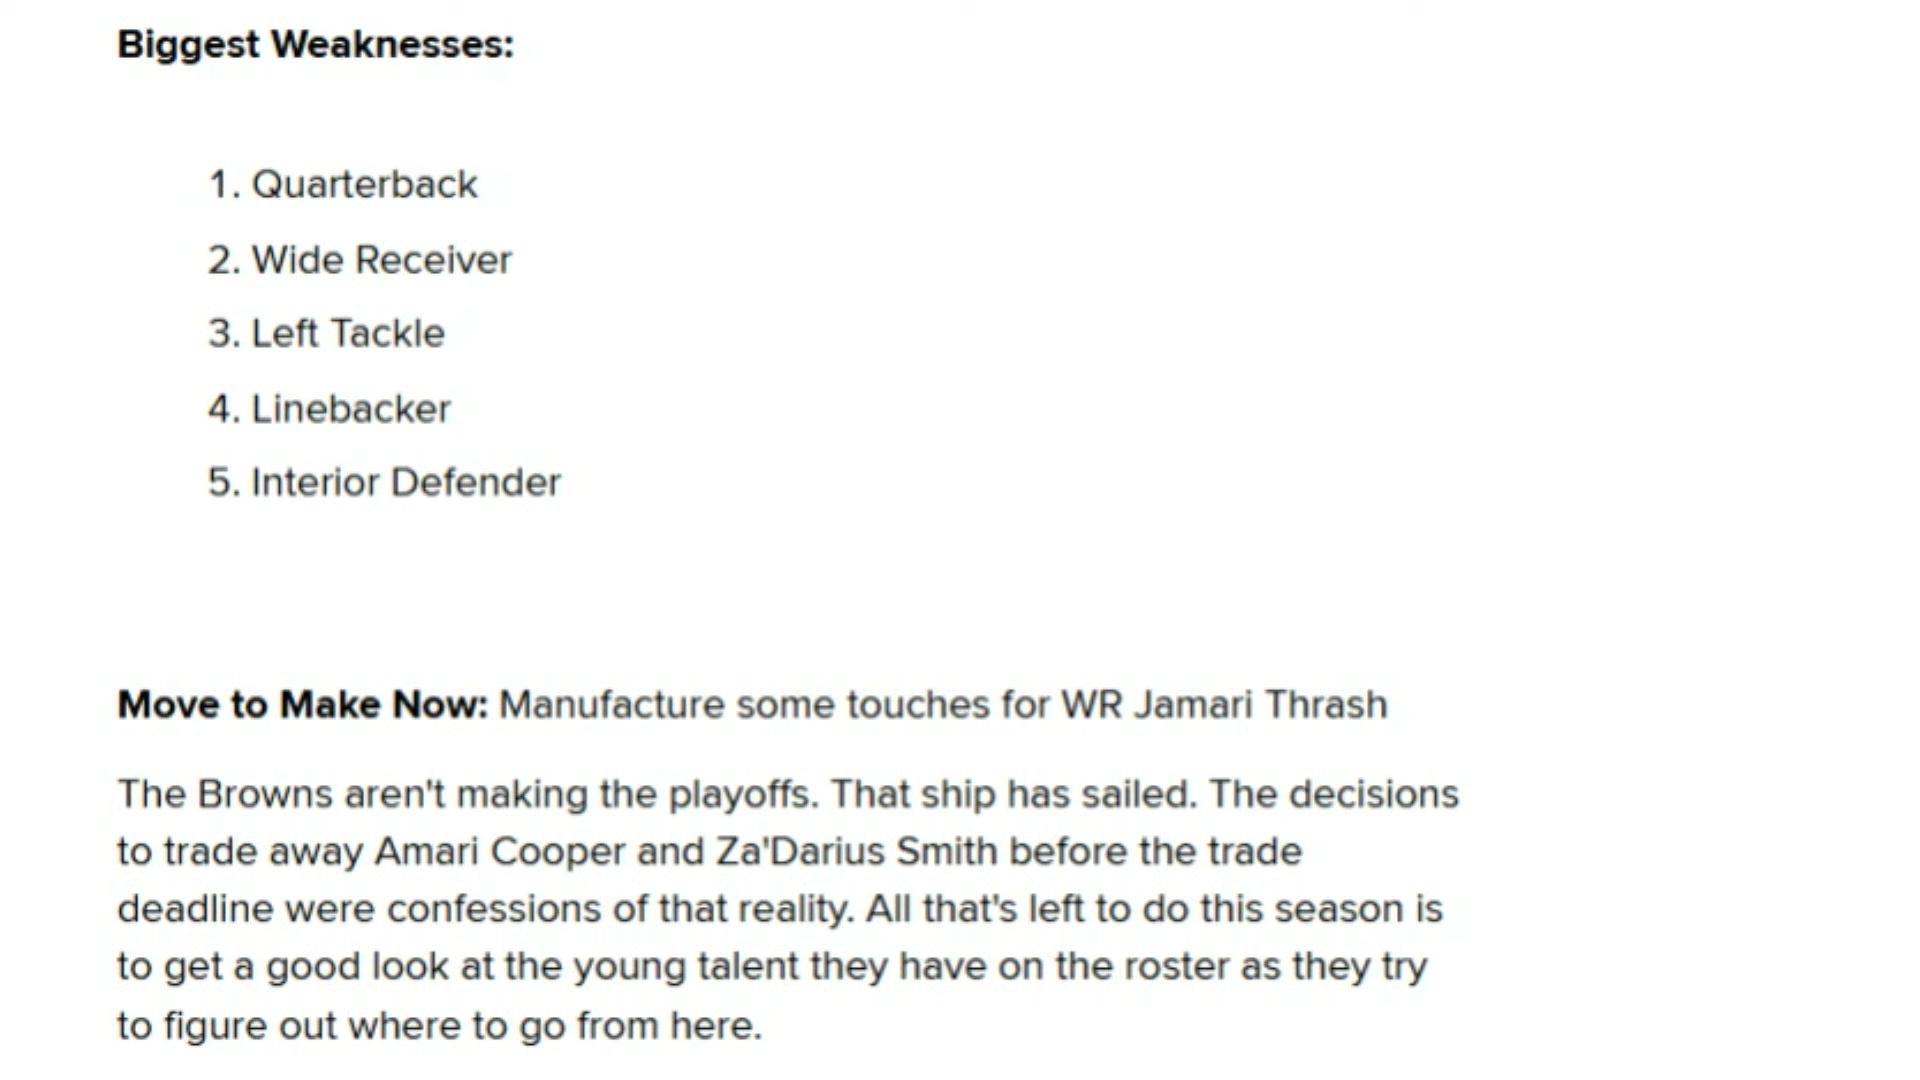 Biggest Weaknesses:
1. Quarterback
2. Wide Receiver
3. Left Tackle
4. Linebacker
5. Interior Defender
Move to Make Now: Manufacture some touches for WR Jamari Thrash
The Browns aren't making the playoffs. That ship has sailed. The decisions
to trade away Amari Cooper and Za'Darius Smith before the trade
deadline were confessions of that reality. All that's left to do this season is
to get a good look at the young talent they have on the roster as they try
to figure out where to go from here.